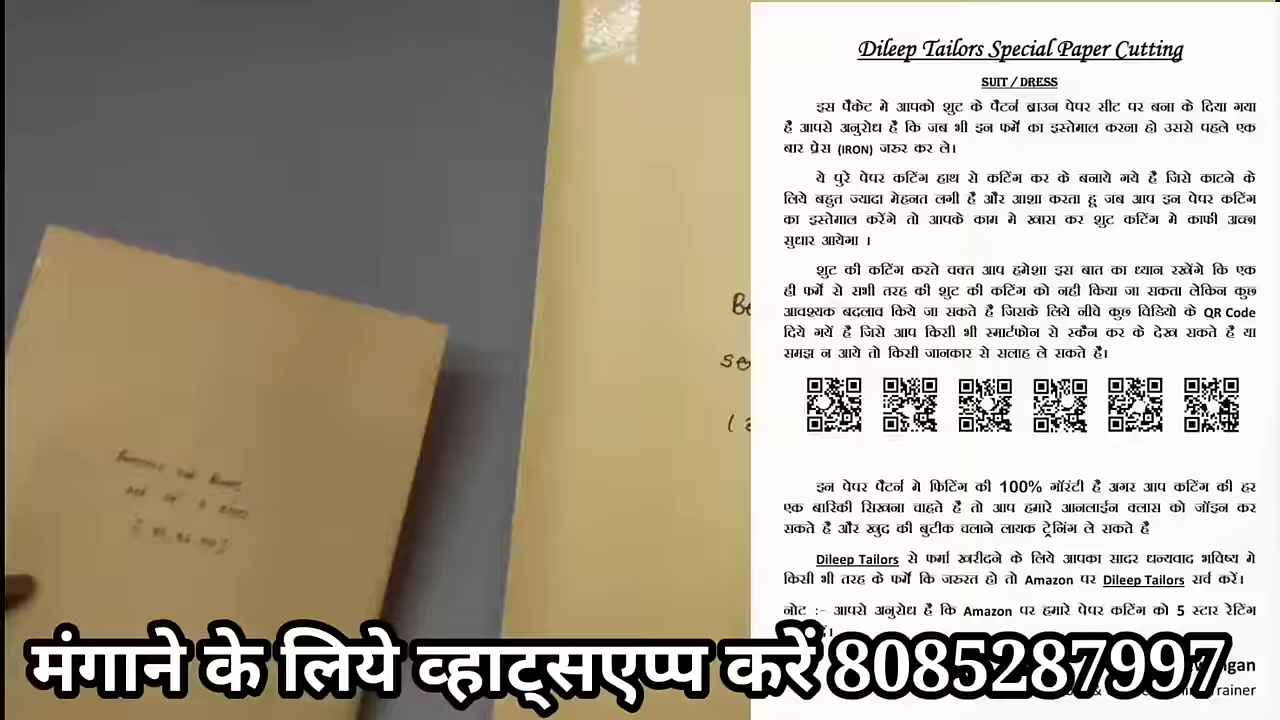 Dileep Tailors Special Paper Cutting
SUIT / DRESS
इस पैकेट मे आपको शुट के पैटर्न ब्राउन पेपर सीट पर बना के दिया गया
है आपसे अनुरोध है कि जब भी इन फर्मे का इस्तेमाल करना हो उससे पहले एक
बार प्रेस (IRON) जरुर कर ले।
ये पुरे पेपर कटिंग हाथ से कटिंग कर के बनाये गये है जिसे काटने के
लिये बहुत ज्यादा मेहनत लगी है और आशा करता हू जब आप इन पेपर कटिंग
का इस्तेमाल करेंगे तो आपके काम मे खास कर शुट कटिंग मे काफी अच्छा
सुधार आयेगा ।
शुट की कटिंग करते वक्त आप हमेशा इस बात का ध्यान रखेंगे कि एक
ही फर्मे से सभी तरह की शुट की कटिंग को नही किया जा सकता लेकिन कुछ
आवश्यक बदलाव किये जा सकते है जिसके लिये नीचे कुछ विडियो के QR Code
दिये गयें है जिसे आप किसी भी स्मार्टफोन से स्कैन कर के देख सकते है या
समझ न आये तो किसी जानकार से सलाह ले सकते है।
इन पेपर पैटर्न मे फिटिंग की 100% गॉरंटी है अगर आप कटिंग की हर
एक बारिकी सिखना चाहते है तो आप हमारे आनलाईन क्लास को जॉइन कर
सकते है और खुद की बुटीक चलाने लायक ट्रेनिंग ले सकते है
Dileep Tailors से फर्मा खरीदने के लिये आपका सादर धन्यवाद भविष्य मे
किसी भी तरह के फर्मे कि जरुरत हो तो Amazon पर Dileep Tailors सर्च करें।
नोट :- आपसे अनुरोध है कि Amazon पर हमारे पेपर कटिंग को 5 स्टार रेटिंग
मंगाने के लिये व्हाट्सएप्प करें 8085287997